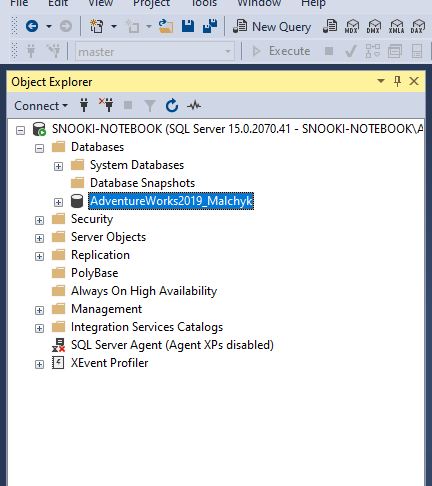 File Edit View Project Tools Window Help
New Query MDX DMX XMLA DAX
master Execute
Object Explorer
Connect
SNOOKI-NOTEBOOK (SQL Server 15.0.2070.41 - SNOOKI-NOTEBOOK\A
Databases
System Databases
Database Snapshots
AdventureWorks2019_Malchyk
Security
Server Objects
Replication
PolyBase
Always On High Availability
Management
Integration Services Catalogs
SQL Server Agent (Agent XPs disabled)
XEvent Profiler